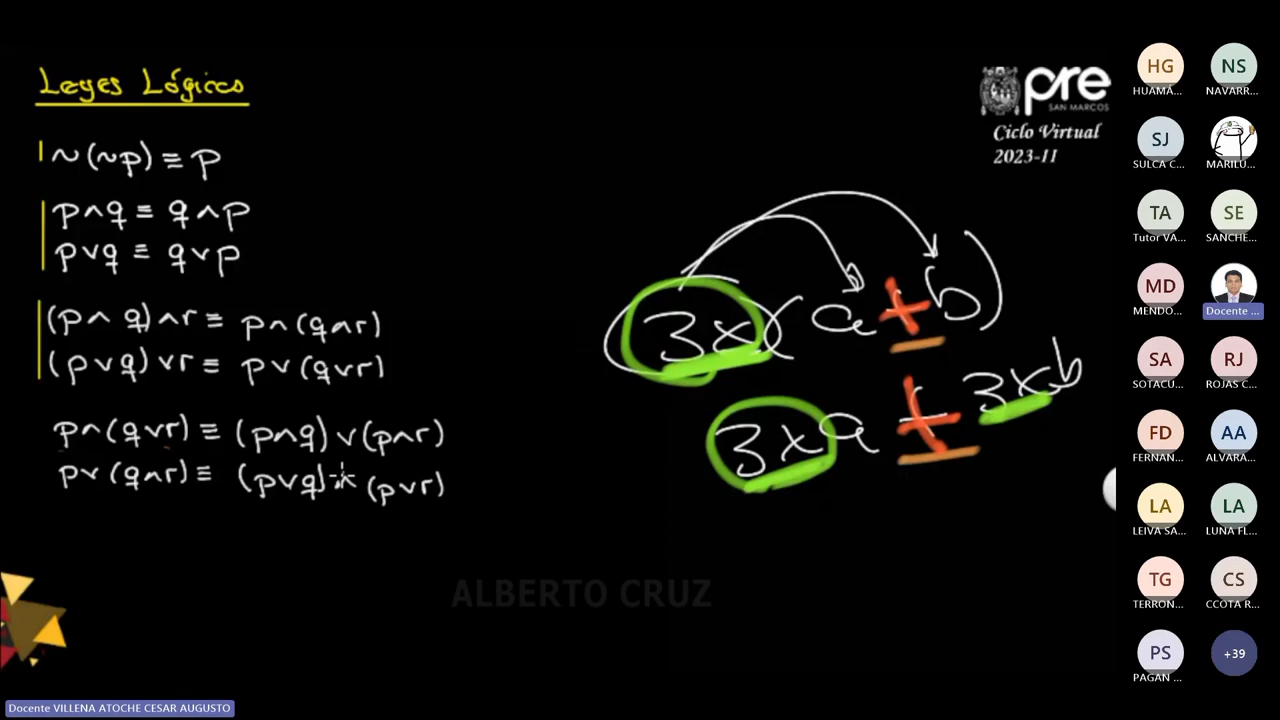 Leyes Lógicas
~(~p) ≡ p
p∧q ≡ q∧p
p∨q ≡ q∨p
(p∧q)∧r ≡ p∧(q∧r)
(p∨q)∨r ≡ p∨(q∨r)
p∧(q∨r) ≡ (p∧q)∨(p∧r)
p∨(q∧r) ≡ (p∨q) (p∨r)
pre
SAN MARCOS
Ciclo Virtual
2023-II
(3x(a+b)
3xa + 3xb
ALBERTO CRUZ
Docente VILLENA ATOCHE CESAR AUGUSTO
HG NS
HUAMÁ... NAVARR...
SJ
SULCA C... MARILÚ...
TA SE
Tutor VA... SANCHE...
MD
MENDO... Docente ...
SA RJ
SOTACU... ROJAS C...
FD AA
FERNAN... ALVARA...
LA LA
LEIVA SA... LUNA FL...
TG CS
TERRON... CCOTA R...
PS +39
PAGAN ...